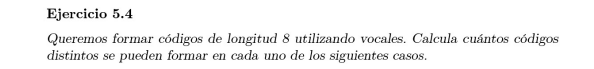 Ejercicio 5.4
Queremos formar códigos de longitud 8 utilizando vocales. Calcula cuántos códigos
distintos se pueden formar en cada uno de los siguientes casos.